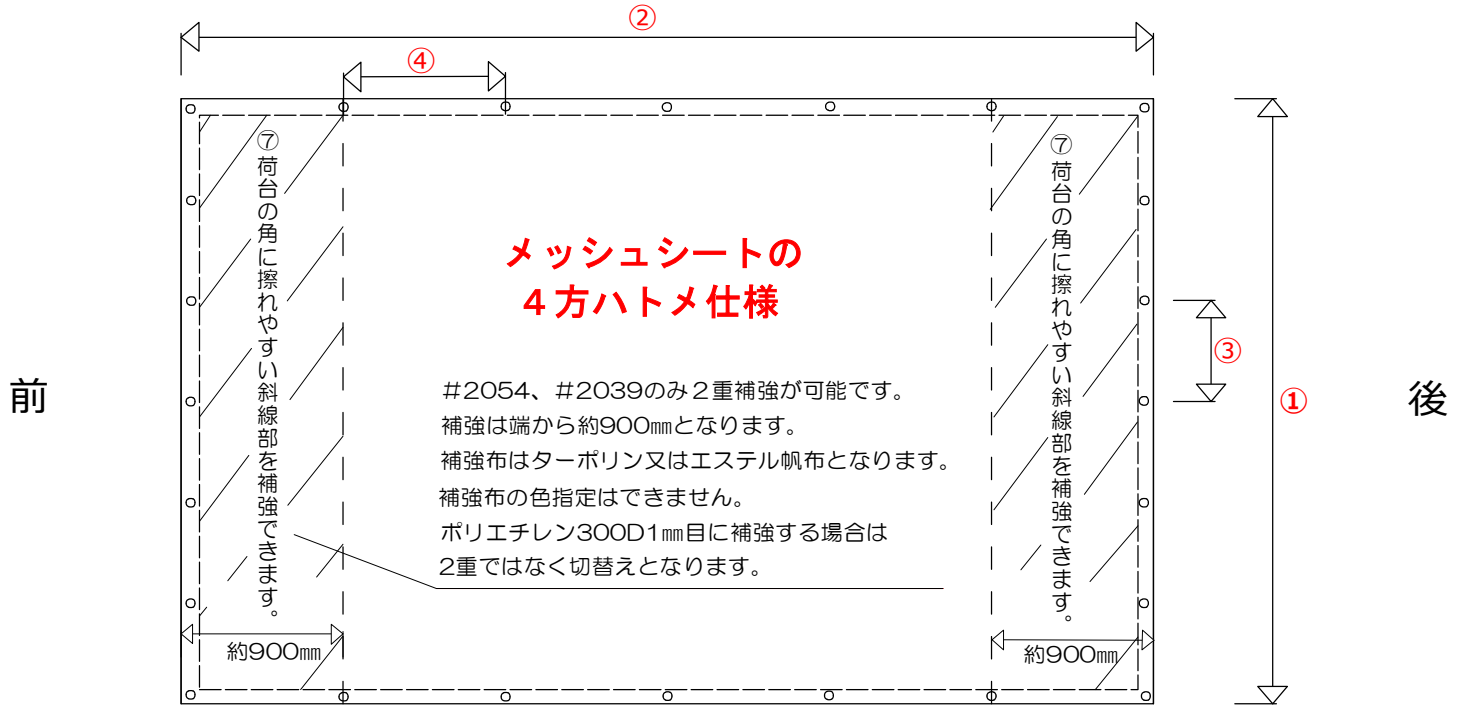 ②
④
⑦荷台の角に擦れやすい斜線部を補強できます。
⑦荷台の角に擦れやすい斜線部を補強できます。
メッシュシートの
4方ハトメ仕様
前
#2054、#2039のみ2重補強が可能です。
補強は端から約900㎜となります。
補強布はターポリン又はエステル帆布となります。
補強布の色指定はできません。
ポリエチレン300D1㎜目に補強する場合は
2重ではなく切替えとなります。
③
①
後
約900㎜
約900㎜